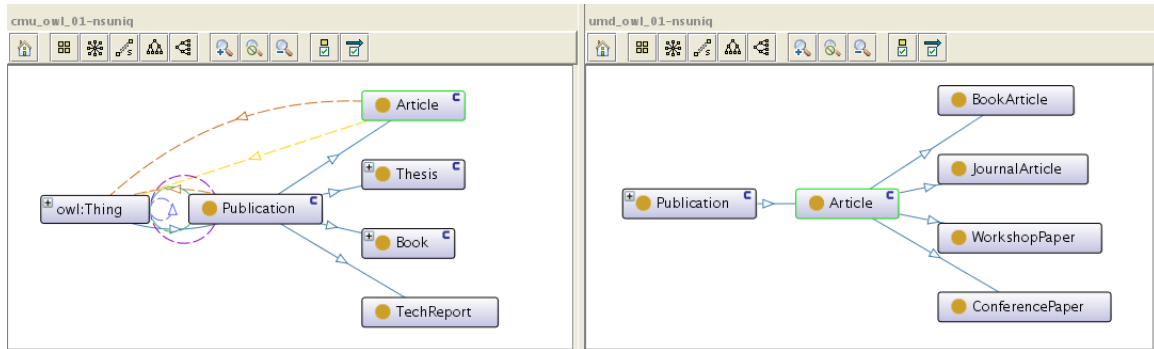 cmu_owl_01-nsuniq
Article
Thesis
owl:Thing
Publication
Book
TechReport
umd_owl_01-nsuniq
BookArticle
JournalArticle
Publication
Article
WorkshopPaper
ConferencePaper